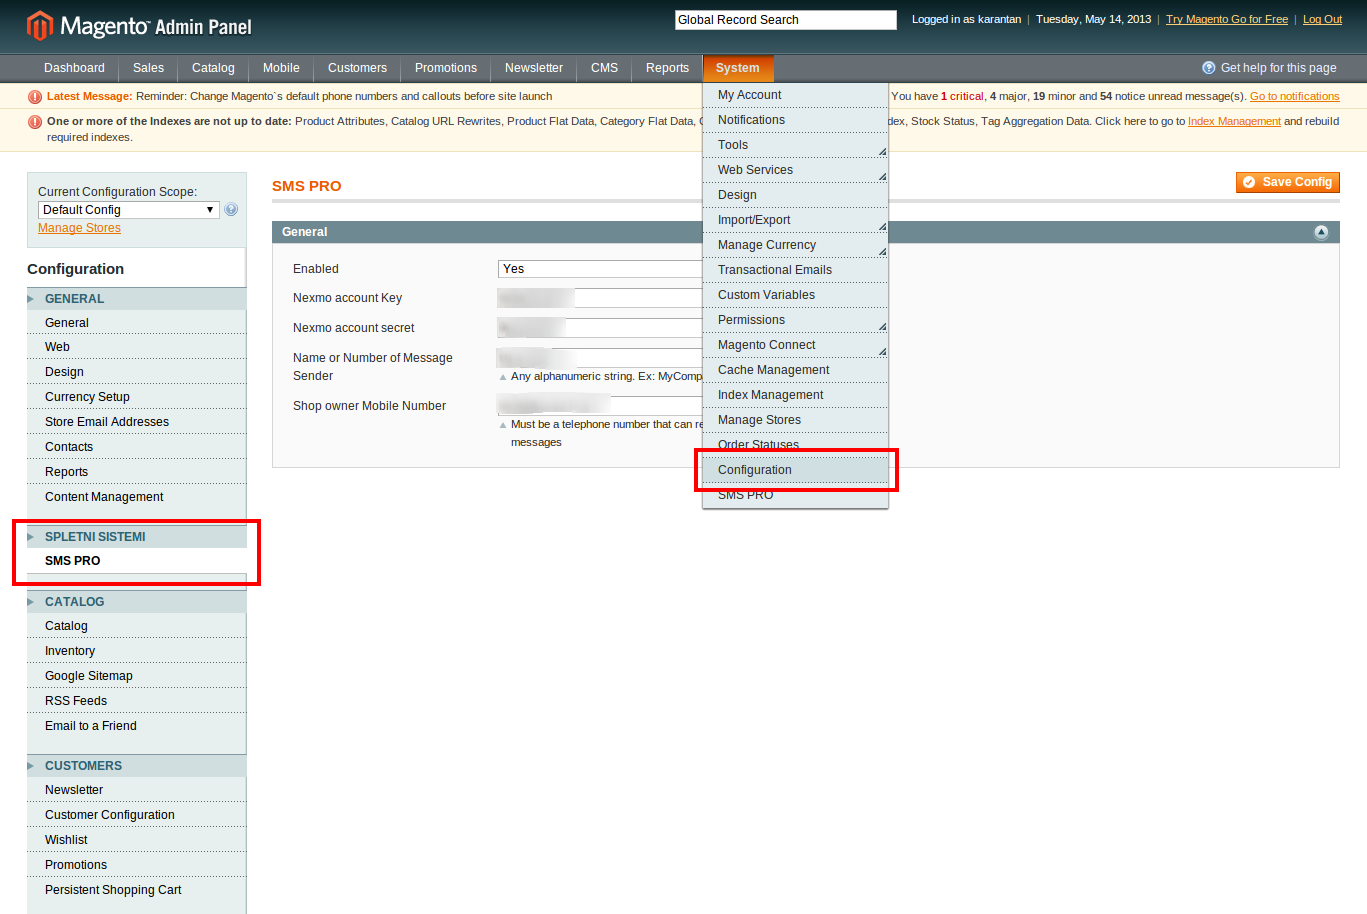 Magento™ Admin Panel
Global Record Search
Logged in as karantan | Tuesday, May 14, 2013 | Try Magento Go for Free | Log Out
Dashboard Sales Catalog Mobile Customers Promotions Newsletter CMS Reports System
Get help for this page
Latest Message: Reminder: Change Magento`s default phone numbers and callouts before site launch
You have 1 critical, 4 major, 19 minor and 54 notice unread message(s). Go to notifications
One or more of the Indexes are not up to date: Product Attributes, Catalog URL Rewrites, Product Flat Data, Category Flat Data,
dex, Stock Status, Tag Aggregation Data. Click here to go to Index Management and rebuild
required indexes.
My Account
Notifications
Tools
Web Services
Design
Import/Export
Manage Currency
Transactional Emails
Custom Variables
Permissions
Magento Connect
Cache Management
Index Management
Manage Stores
Order Statuses
Configuration
SMS PRO
Current Configuration Scope:
Default Config
Manage Stores
Configuration
GENERAL
General
Web
Design
Currency Setup
Store Email Addresses
Contacts
Reports
Content Management
SPLETNI SISTEMI
SMS PRO
CATALOG
Catalog
Inventory
Google Sitemap
RSS Feeds
Email to a Friend
CUSTOMERS
Newsletter
Customer Configuration
Wishlist
Promotions
Persistent Shopping Cart
SMS PRO
Save Config
General
Enabled
Yes
Nexmo account Key
Nexmo account secret
Name or Number of Message
Sender
Any alphanumeric string. Ex: MyComp
Shop owner Mobile Number
Must be a telephone number that can re
messages